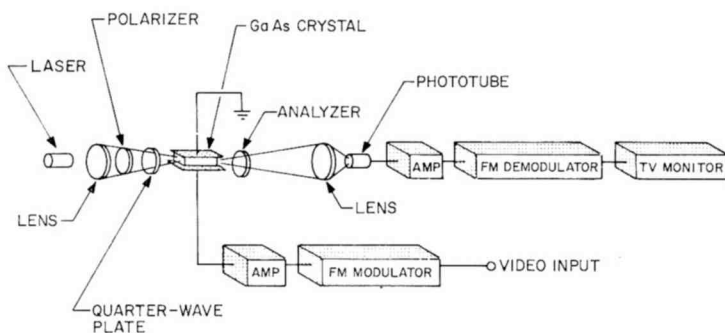 POLARIZER
GaAs CRYSTAL
LASER
PHOTOTUBE
ANALYZER
AMP
FM DEMODULATOR
TV MONITOR
LENS
LENS
AMP
FM MODULATOR
VIDEO INPUT
QUARTER-WAVE
PLATE